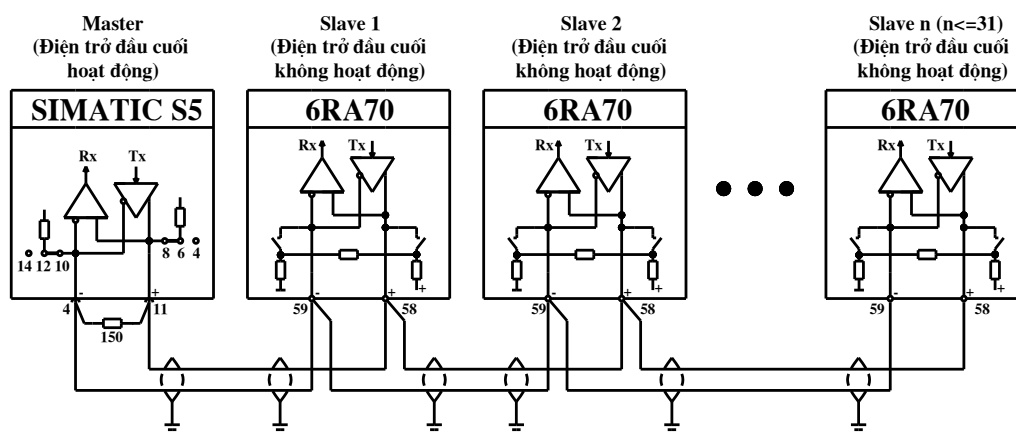 Master
(Điện trở đầu cuối
hoạt động)
Slave 1
(Điện trở đầu cuối
không hoạt động)
Slave 2
(Điện trở đầu cuối
không hoạt động)
Slave n (n<=31)
(Điện trở đầu cuối
không hoạt động)
SIMATIC S5
6RA70
6RA70
6RA70
Rx Tx
Rx Tx
Rx Tx
Rx Tx
14 12 10
8 6 4
+
+
+
- +
4 11
150
- +
59 58
- +
59 58
- +
59 58